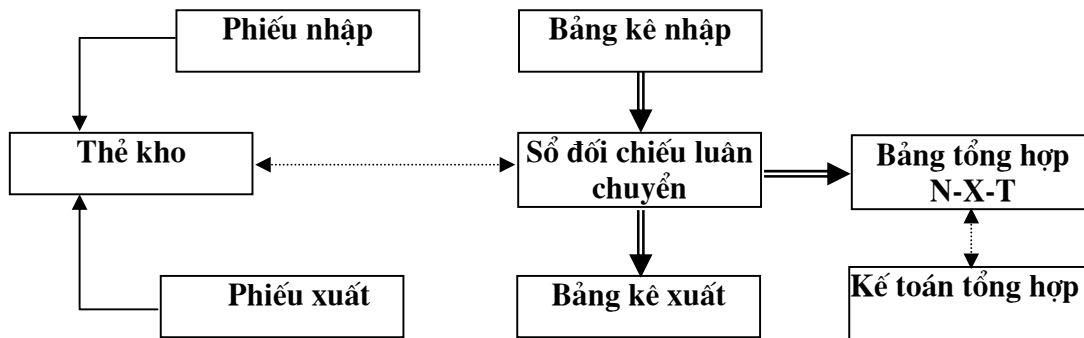 Phiếu nhập
Bảng kê nhập
Thẻ kho
Sổ đối chiếu luân
chuyển
Bảng tổng hợp
N-X-T
Phiếu xuất
Bảng kê xuất
Kế toán tổng hợp